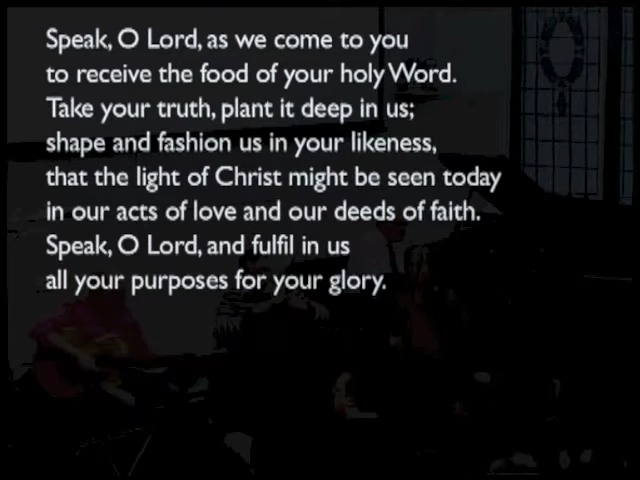 Speak, O Lord, as we come to you
to receive the food of your holy Word.
Take your truth, plant it deep in us;
shape and fashion us in your likeness,
that the light of Christ might be seen today
in our acts of love and our deeds of faith.
Speak, O Lord, and fulfil in us
all your purposes for your glory.